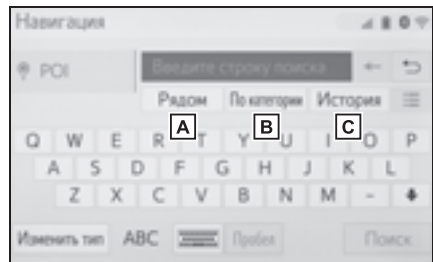 Навигация
POI Введите строку поиска
Рядом По категории История
A B C
Q W E R T Y U I O P
A S D F G H J K L
Z X C V B N M -
Изменить тип ABC Пробел Поиск